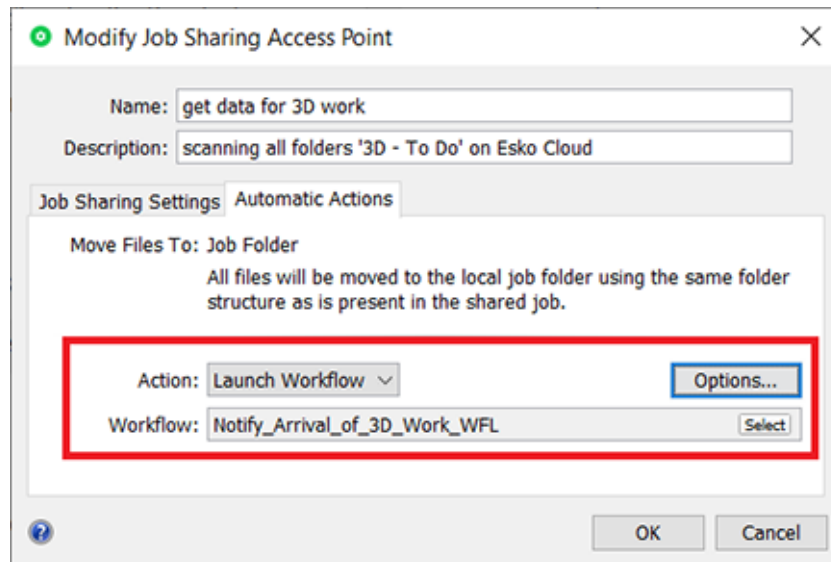 Modify Job Sharing Access Point
Name: get data for 3D work
Description: scanning all folders '3D - To Do' on Esko Cloud
Job Sharing Settings Automatic Actions
Move Files To: Job Folder
All files will be moved to the local job folder using the same folder
structure as is present in the shared job.
Action: Launch Workflow Options...
Workflow: Notify_Arrival_of_3D_Work_WFL Select
? OK Cancel